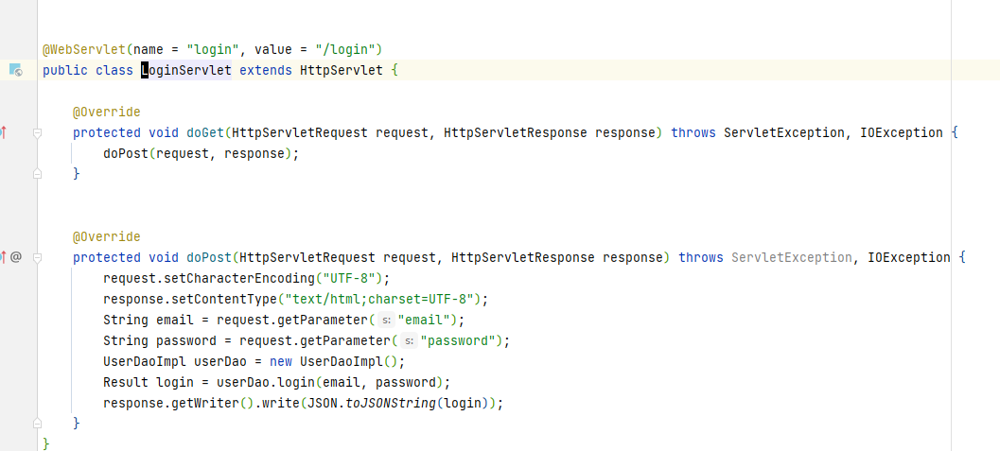 @WebServlet(name = "login", value = "/login")
public class LoginServlet extends HttpServlet {
@Override
protected void doGet(HttpServletRequest request, HttpServletResponse response) throws ServletException, IOException {
doPost(request, response);
}
@Override
@ protected void doPost(HttpServletRequest request, HttpServletResponse response) throws ServletException, IOException {
request.setCharacterEncoding("UTF-8");
response.setContentType("text/html;charset=UTF-8");
String email = request.getParameter( s: "email");
String password = request.getParameter( s: "password");
UserDaoImpl userDao = new UserDaoImpl();
Result login = userDao.login(email, password);
response.getWriter().write(JSON.toJSONString(login));
}
}